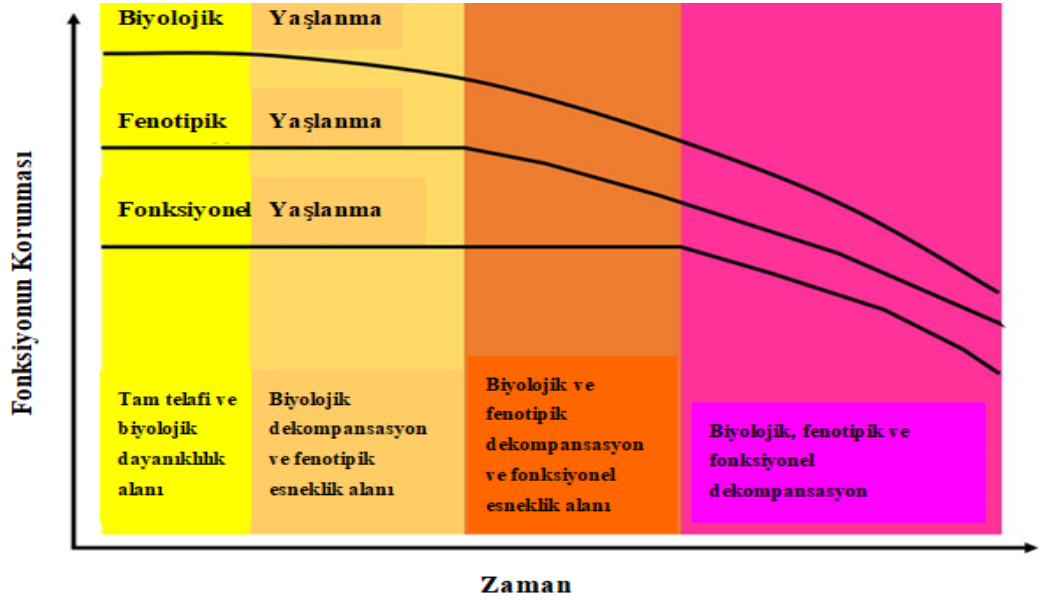 Biyolojik Yaşlanma
Fenotipik Yaşlanma
Fonksiyonel Yaşlanma
Fonksiyonun Korunması
Tam telafi ve
biyolojik
dayanıklılık
alanı
Biyolojik
dekompansasyon
ve fenotipik
esneklik alanı
Biyolojik ve
fenotipik
dekompansasyon
ve fonksiyonel
esneklik alanı
Biyolojik, fenotipik ve
fonksiyonel
dekompansasyon
Zaman